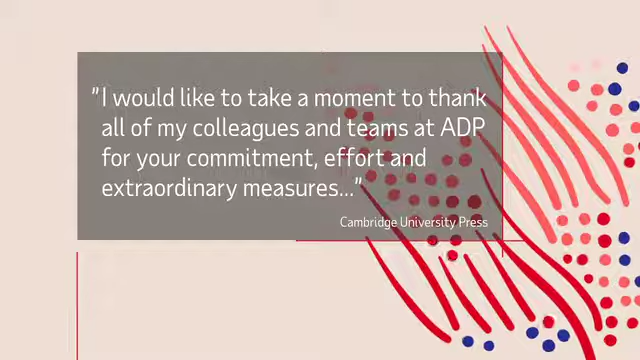 "I would like to take a moment to thank
all of my colleagues and teams at ADP
for your commitment, effort and
extraordinary measures..."
Cambridge University Press